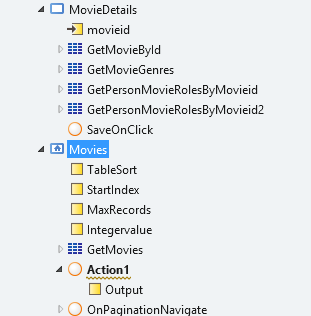 MovieDetails
movieid
GetMovieById
GetMovieGenres
GetPersonMovieRolesByMovieid
GetPersonMovieRolesByMovieid2
SaveOnClick
Movies
TableSort
StartIndex
MaxRecords
Integervalue
GetMovies
Action1
Output
OnPaginationNavigate